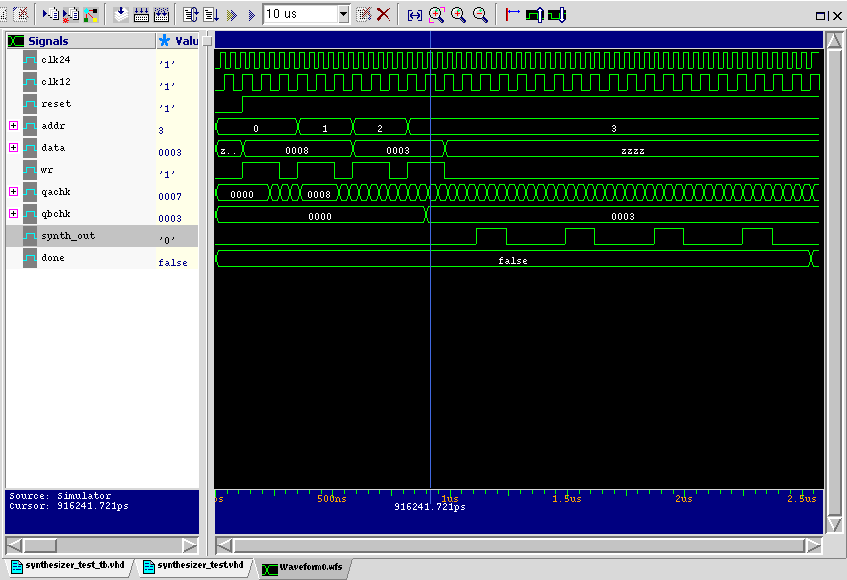 10 us
Signals Valu
clk24 '1'
clk12 '1'
reset '1'
addr 3 0 1 2 3
data 0003 z.. 0008 0003 zzzz
wr '1'
qachk 0007 0000 0008
qbchk 0003 0000 0003
synth_out '0'
done false false
Source: Simulator
Cursor: 916241.721ps
500ns 1us 1.5us 2us 2.5us
916241.721ps
synthesizer_test_tb.vhd synthesizer_test.vhd Waveform0.wfs